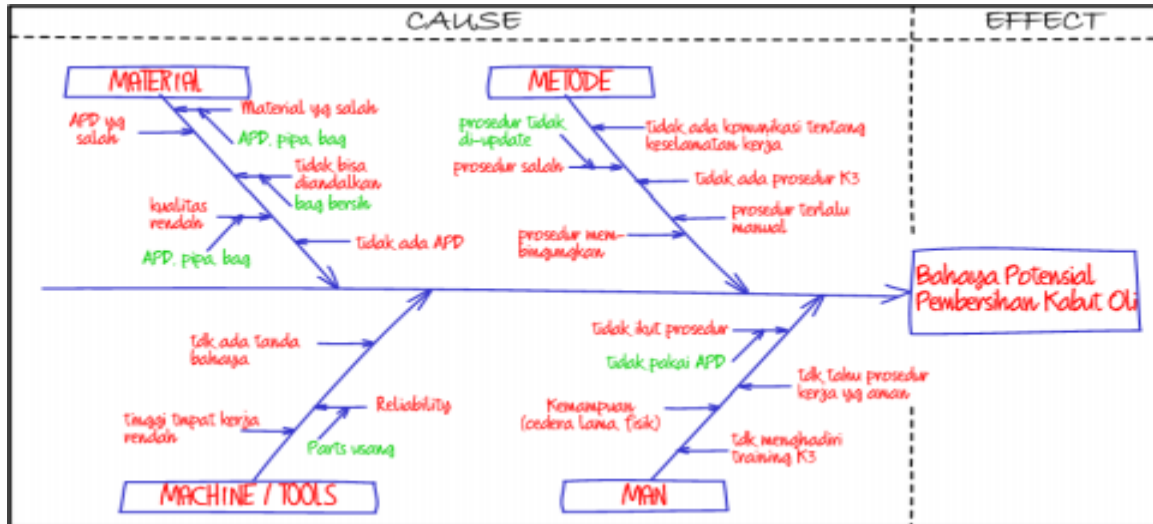 CAUSE
EFFECT
MATERIAL
Material yg salah
APD yg
salah
APD, pipa, bag
tidak bisa
diandalkan
bag bersih
kualitas
rendah
APD, pipa, bag
tidak ada APD
METODE
prosedur tidak
di-update
tidak ada komunikasi tentang
keselamatan kerja
prosedur salah
tidak ada prosedur K3
prosedur terlalu
manual
prosedur mem-
bingungkan
Bahaya Potensial
Pembersihan Kabut Oli
tdk ada tanda
bahaya
Reliability
tinggi tmpat kerja
rendah
Parts usang
MACHINE / TOOLS
tidak ikut prosedur
tidak pakai APD
tdk tahu prosedur
kerja yg aman
Kemampuan
(cedera lama, fisik)
tdk menghadiri
training K3
MAN